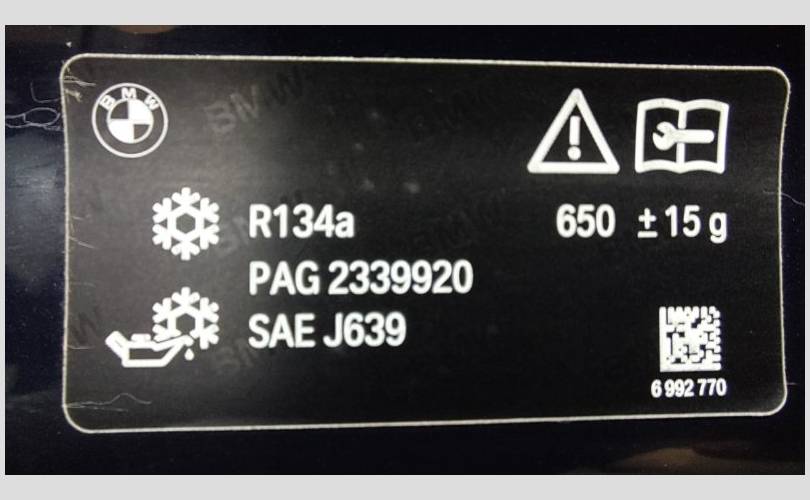 BMW
R134a 650 ± 15 g
PAG 2339920
SAE J639
6 992 770